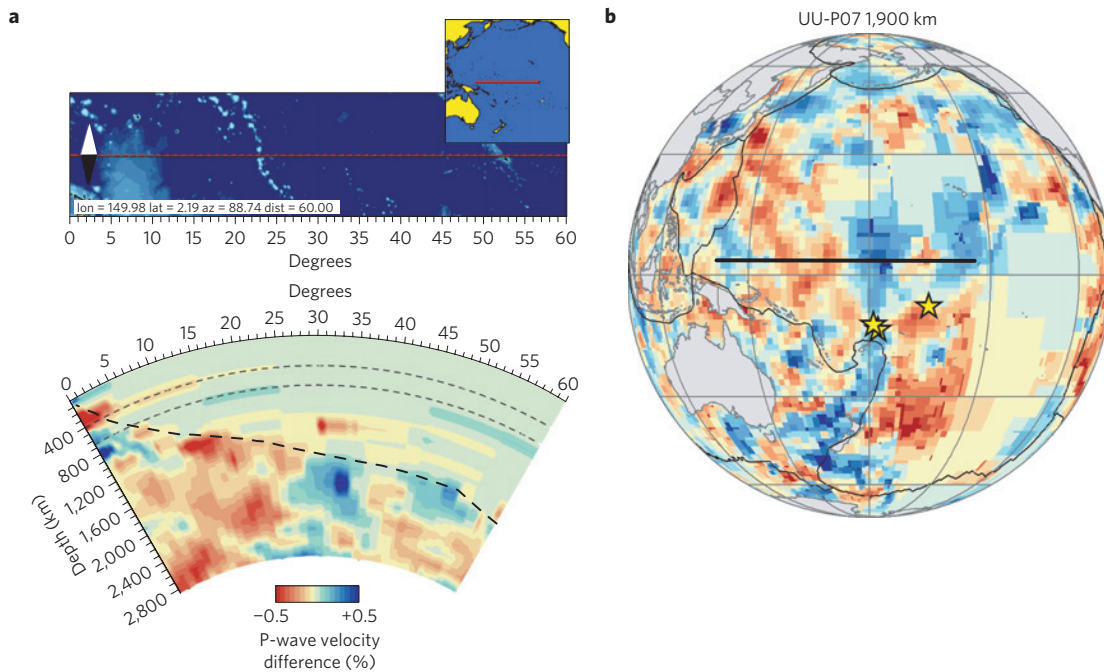 a
lon = 149.98 lat = 2.19 az = 88.74 dist = 60.00
0 5 10 15 20 25 30 35 40 45 50 55 60
Degrees
Degrees
0 5 10 15 20 25 30 35 40 45 50 55 60
400
800
1,200
1,600
2,000
2,400
2,800
Depth (km)
−0.5 +0.5
P-wave velocity
difference (%)
b
UU-P07 1,900 km